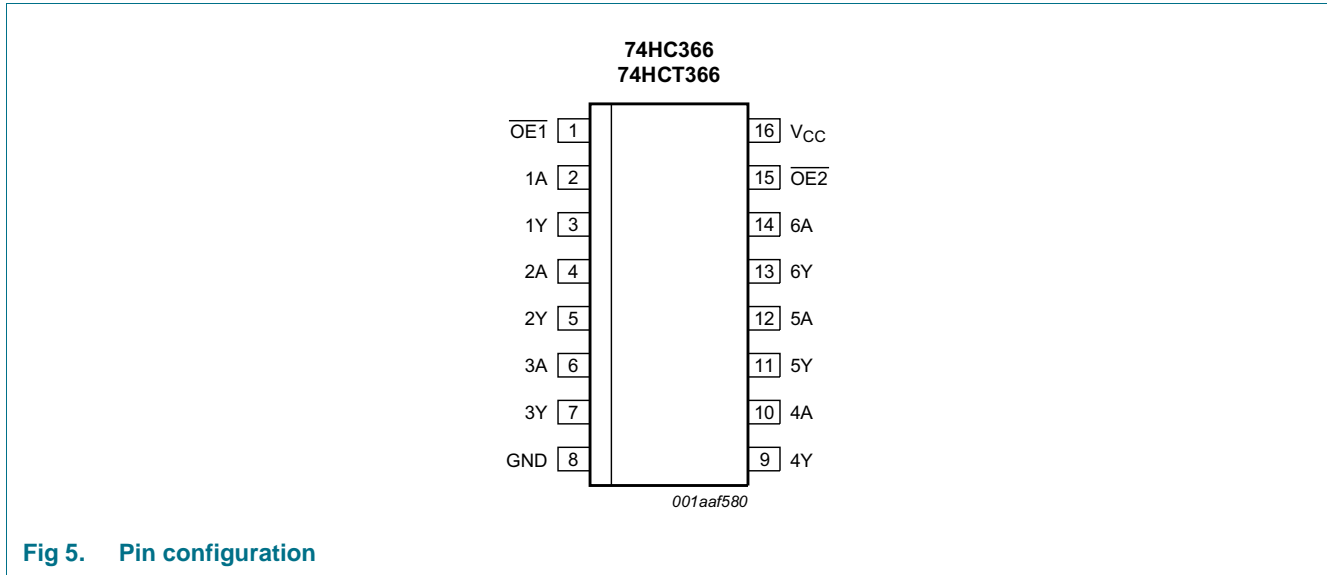 74HC366
74HCT366
OE1 1
1A 2
1Y 3
2A 4
2Y 5
3A 6
3Y 7
GND 8
16 VCC
15 OE2
14 6A
13 6Y
12 5A
11 5Y
10 4A
9 4Y
001aaf580
Fig 5. Pin configuration